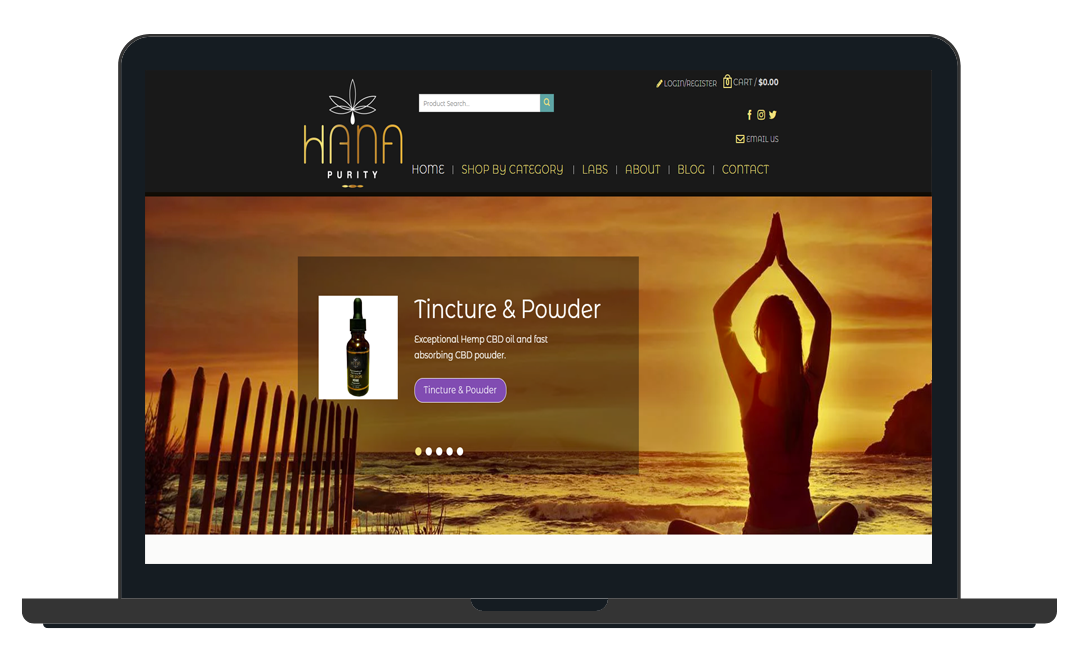 LOGIN/REGISTER
0
CART / $0.00
Product Search...
EMAIL US
HANA
PURITY
HOME | SHOP BY CATEGORY | LABS | ABOUT | BLOG | CONTACT
Tincture & Powder
Exceptional Hemp CBD oil and fast
absorbing CBD powder.
Tincture & Powder